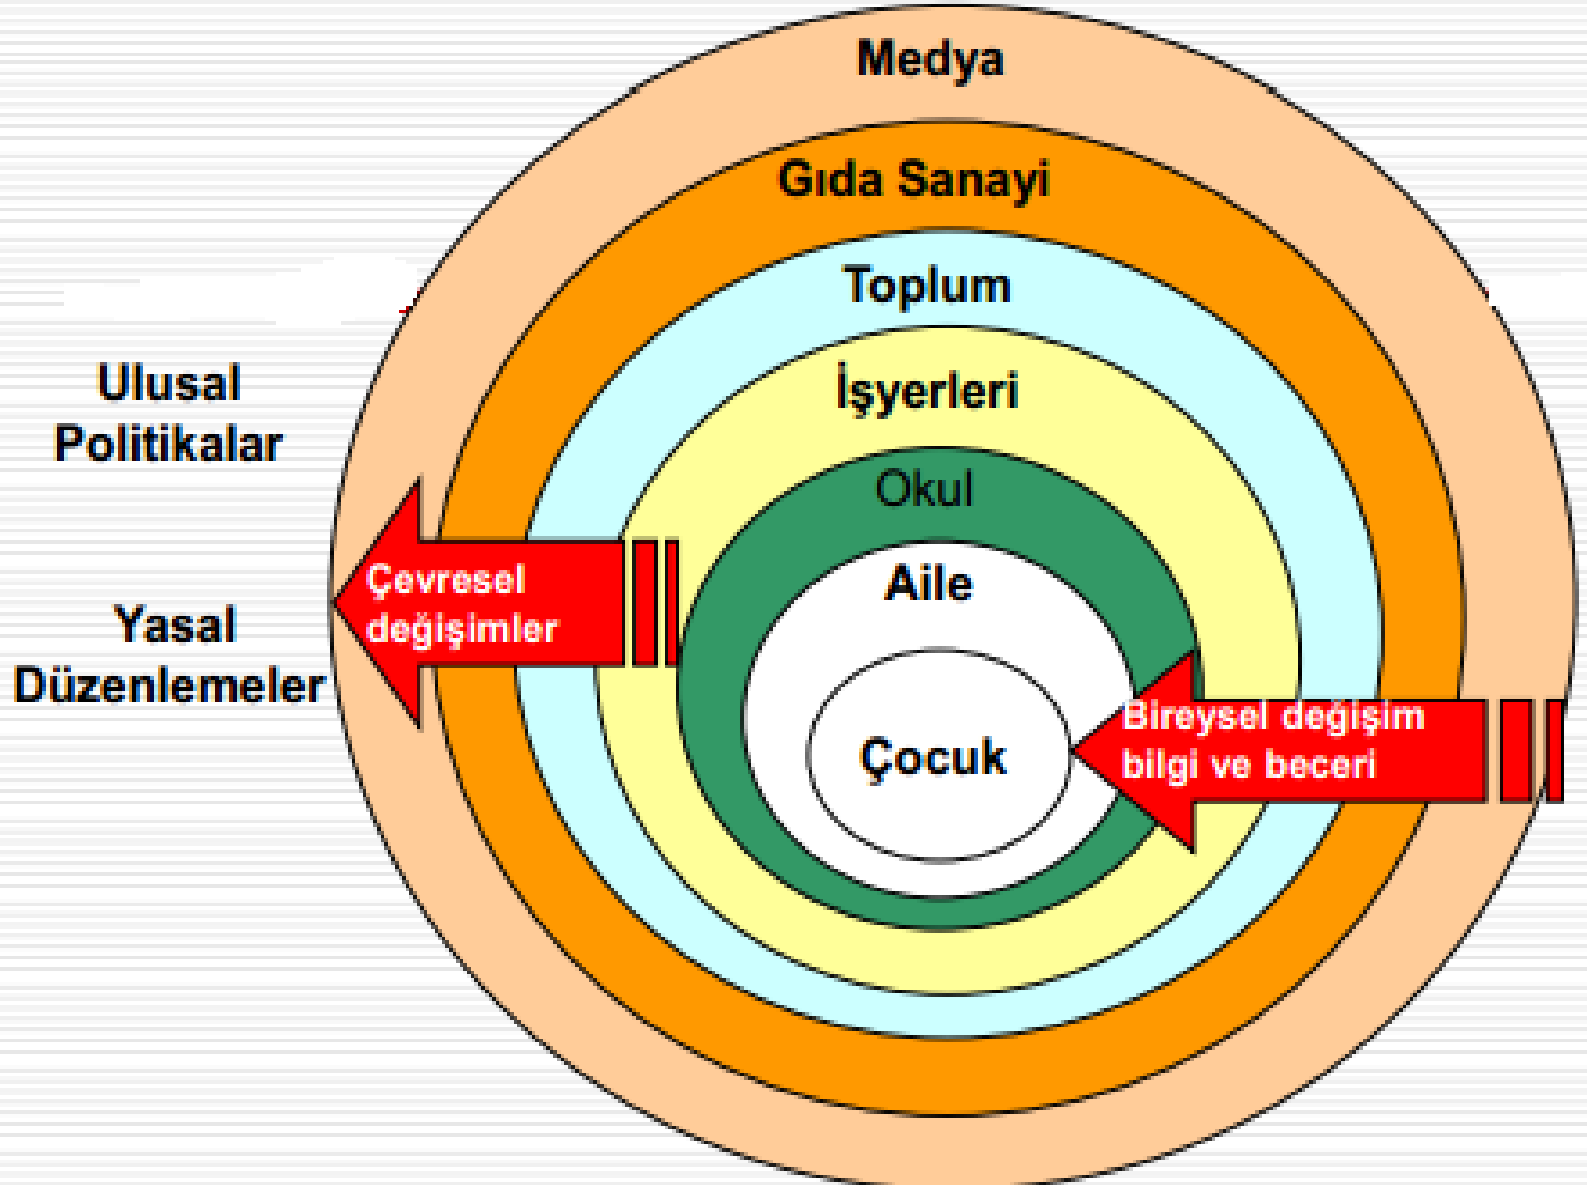 Medya
Gıda Sanayi
Toplum
İşyerleri
Okul
Aile
Çocuk
Ulusal
Politikalar
Yasal
Düzenlemeler
Çevresel
değişimler
Bireysel değişim
bilgi ve beceri